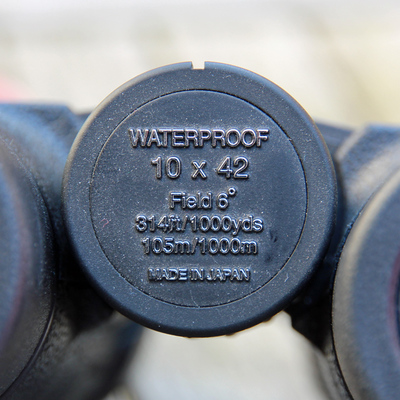 WATERPROOF
10 x 42
Field 6°
314ft/1000yds
105m/1000m
MADE IN JAPAN